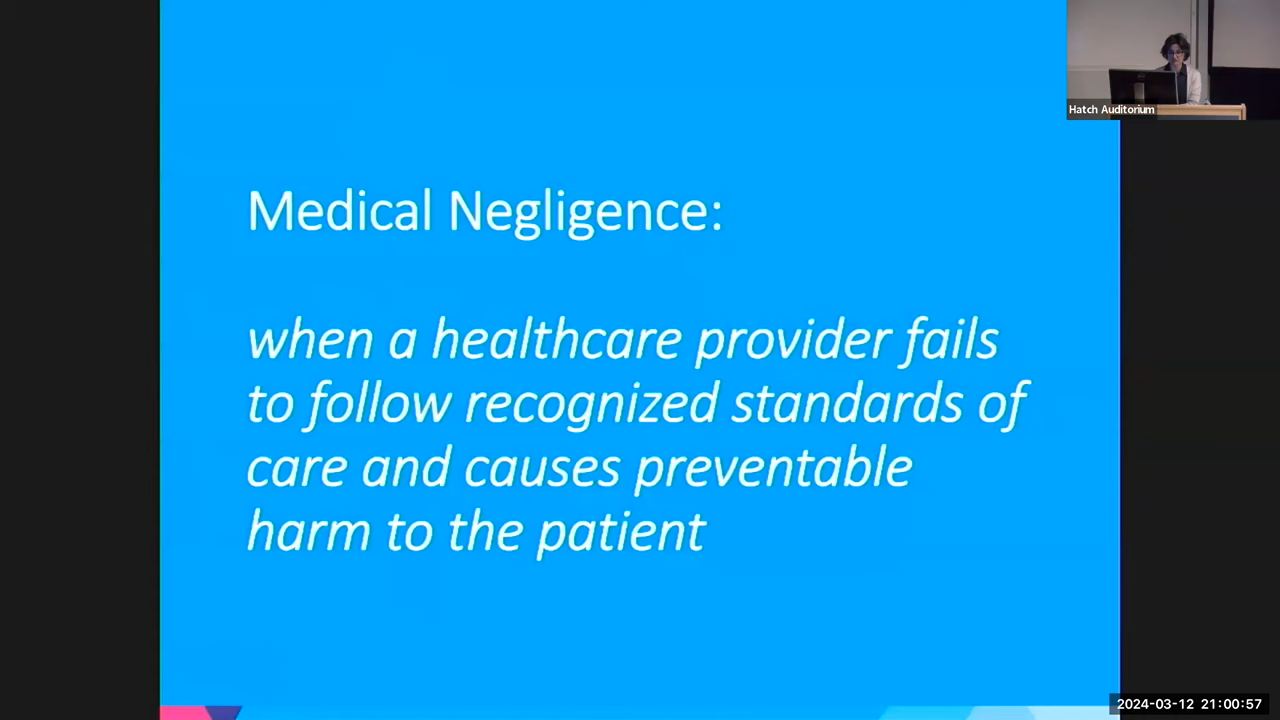 Hatch Auditorium
Medical Negligence:
when a healthcare provider fails
to follow recognized standards of
care and causes preventable
harm to the patient
2024-03-12 21:00:57